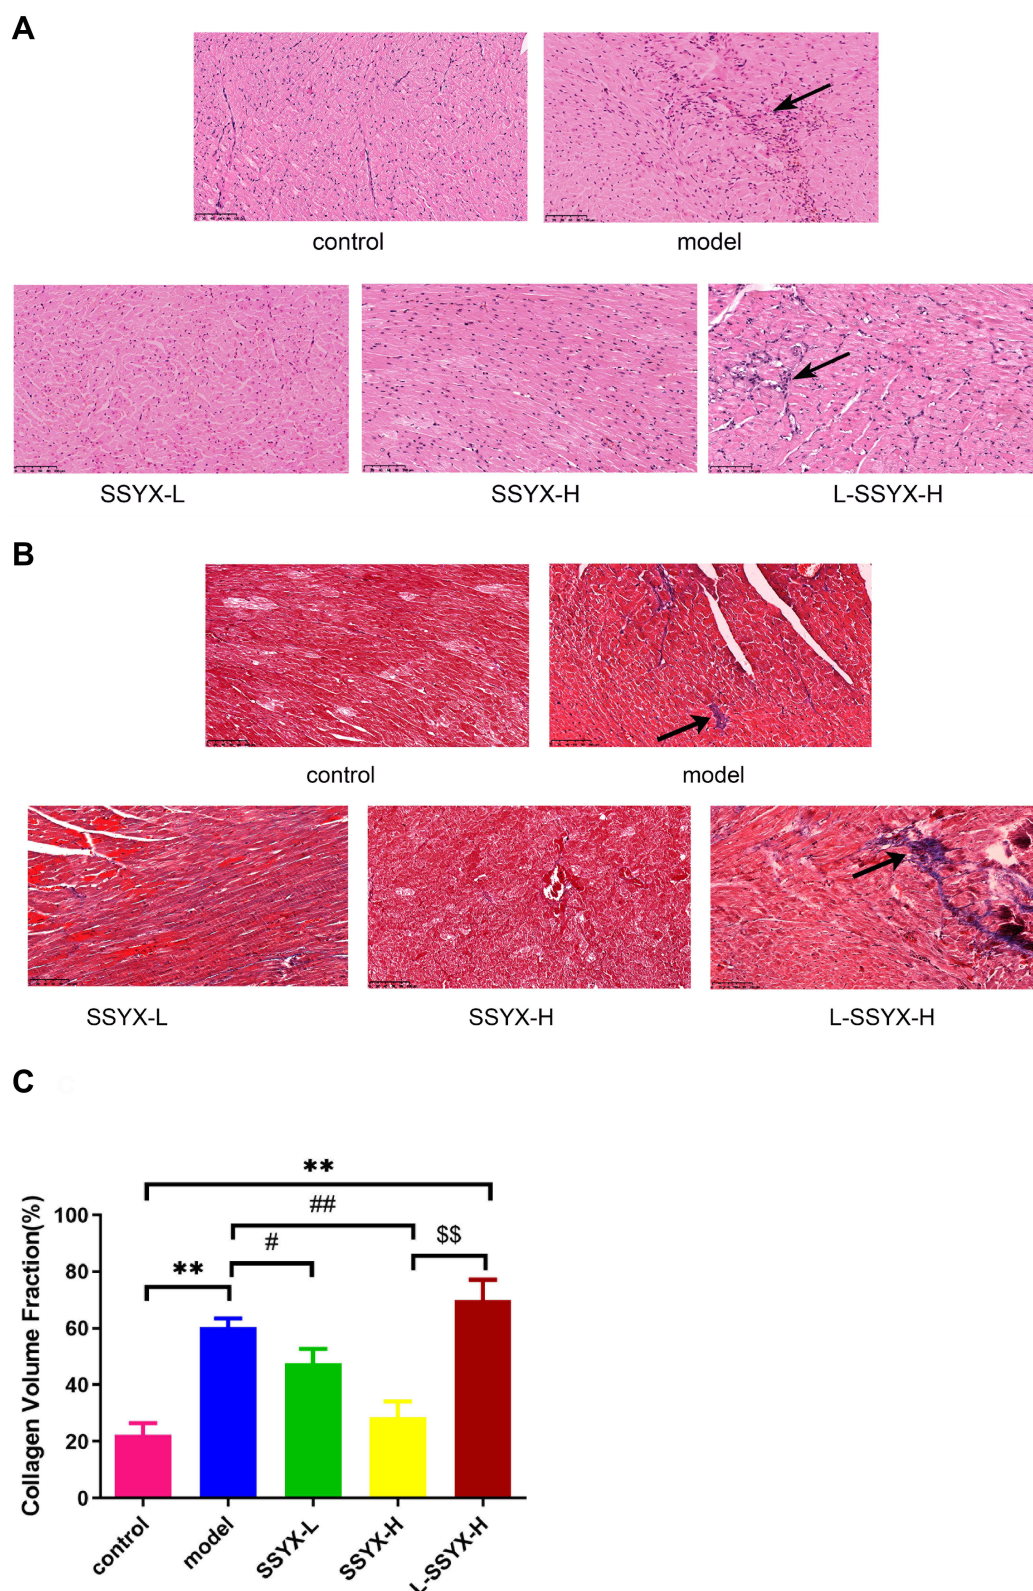 A
control
model
SSYX-L
SSYX-H
L-SSYX-H
B
control
model
SSYX-L
SSYX-H
L-SSYX-H
C
**
##
$$
#
**
Collagen Volume Fraction(%)
100
80
60
40
20
0
control
model
SSYX-L
SSYX-H
L-SSYX-H